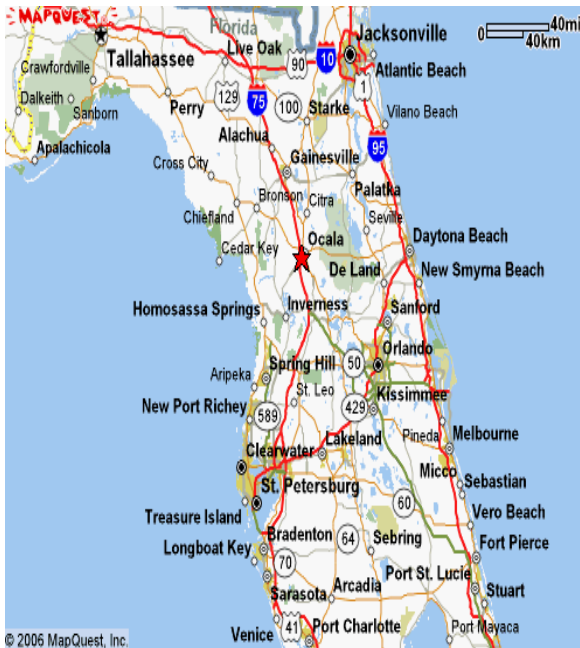 MAPQUEST
Florida
Jacksonville
40mi
40km
Tallahassee
Live Oak
90
10
Atlantic Beach
Crawfordville
129
75
100
1
Dalkeith
Sanborn
Perry
Starke
Vilano Beach
Apalachicola
Alachua
95
Cross City
Gainesville
Palatka
Bronson
Citra
Chiefland
Seville
Cedar Key
Ocala
Daytona Beach
De Land
New Smyrna Beach
Homosassa Springs
Inverness
Sanford
Orlando
Spring Hill
50
Aripeka
St. Leo
Kissimmee
New Port Richey
589
429
Pineda
Melbourne
Clearwater
Lakeland
Micco
Sebastian
St. Petersburg
60
Treasure Island
Vero Beach
Bradenton
64
Sebring
Fort Pierce
Longboat Key
70
Port St. Lucie
Sarasota
Arcadia
Stuart
Venice
41
Port Charlotte
Port Mayaca
© 2006 MapQuest, Inc.